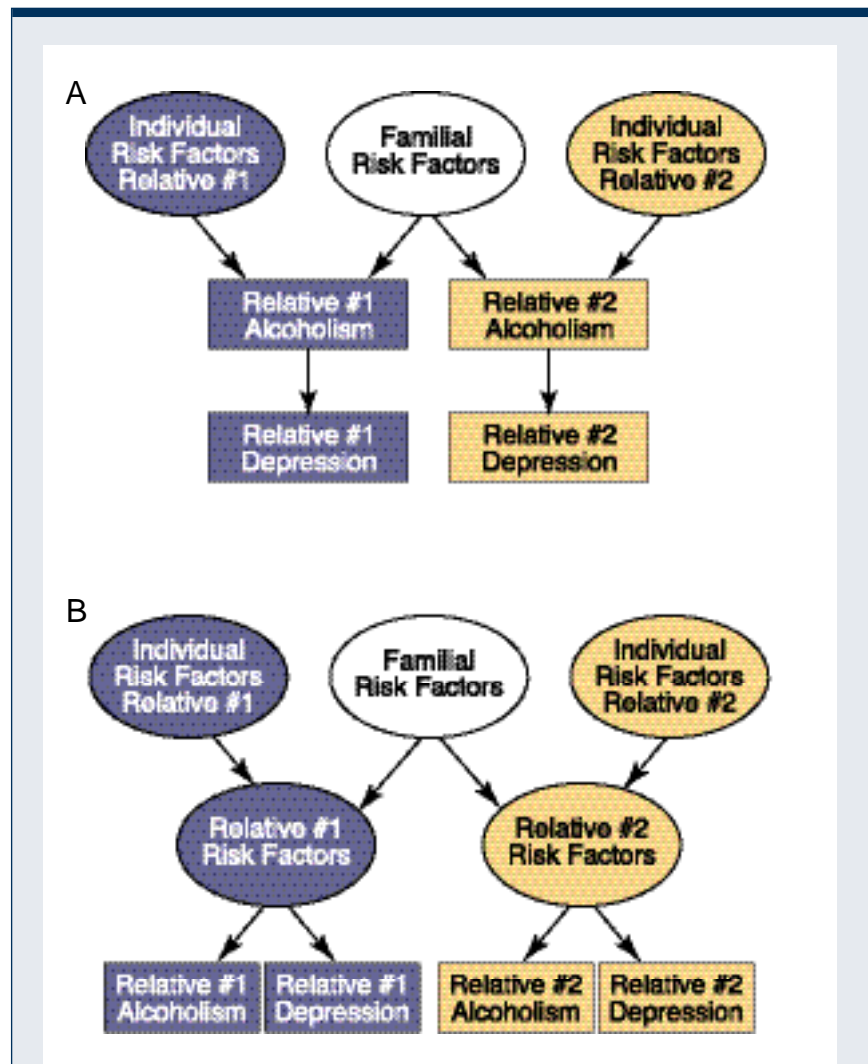 A
Individual
Risk Factors
Relative #1
Familial
Risk Factors
Individual
Risk Factors
Relative #2
Relative #1
Alcoholism
Relative #2
Alcoholism
Relative #1
Depression
Relative #2
Depression
B
Individual
Risk Factors
Relative #1
Familial
Risk Factors
Individual
Risk Factors
Relative #2
Relative #1
Risk Factors
Relative #2
Risk Factors
Relative #1
Alcoholism
Relative #1
Depression
Relative #2
Alcoholism
Relative #2
Depression